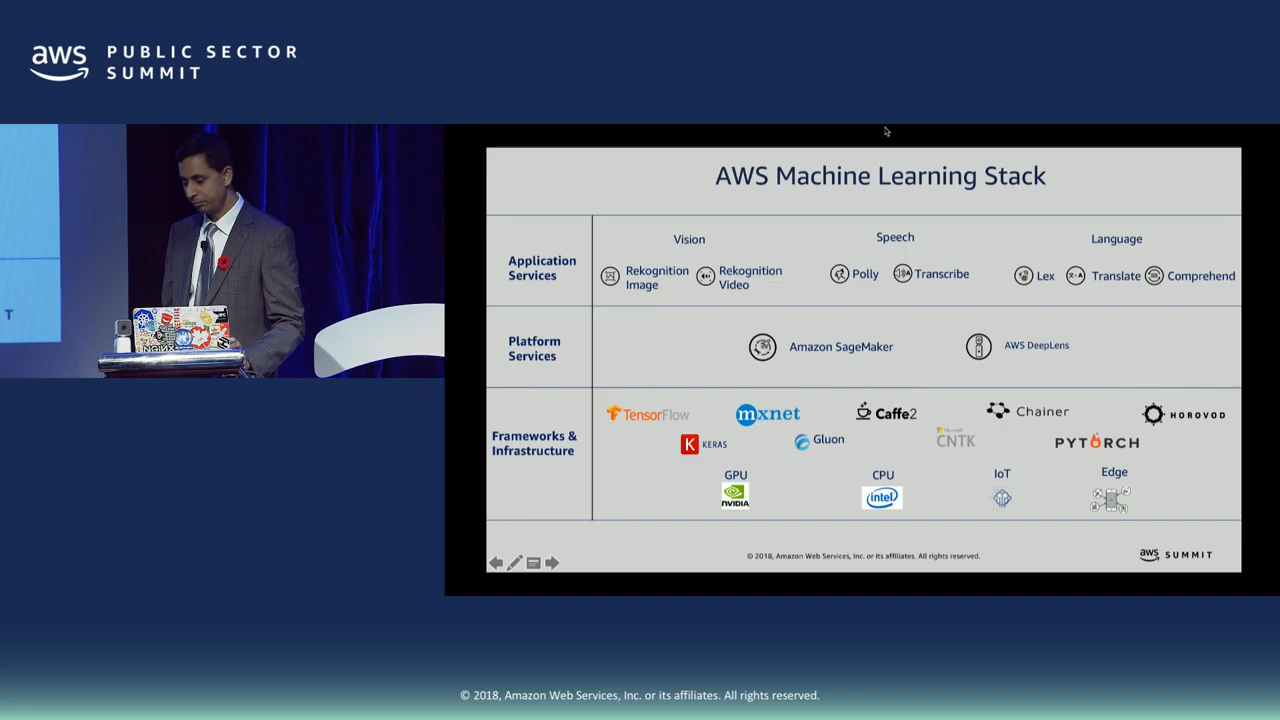 aws PUBLIC SECTOR
SUMMIT
T
NGINX
NETFLIX
AWS Machine Learning Stack
Application
Services
Vision
Speech
Language
Rekognition
Image
Rekognition
Video
Polly
Transcribe
Lex
Translate
Comprehend
Platform
Services
Amazon SageMaker
AWS DeepLens
Frameworks &
Infrastructure
TensorFlow
mxnet
Caffe2
Chainer
HOROVOD
K KERAS
Gluon
Microsoft
CNTK
PYTORCH
GPU
CPU
IoT
Edge
NVIDIA
intel
© 2018, Amazon Web Services, Inc. or its affiliates. All rights reserved.
aws SUMMIT
© 2018, Amazon Web Services, Inc. or its affiliates. All rights reserved.